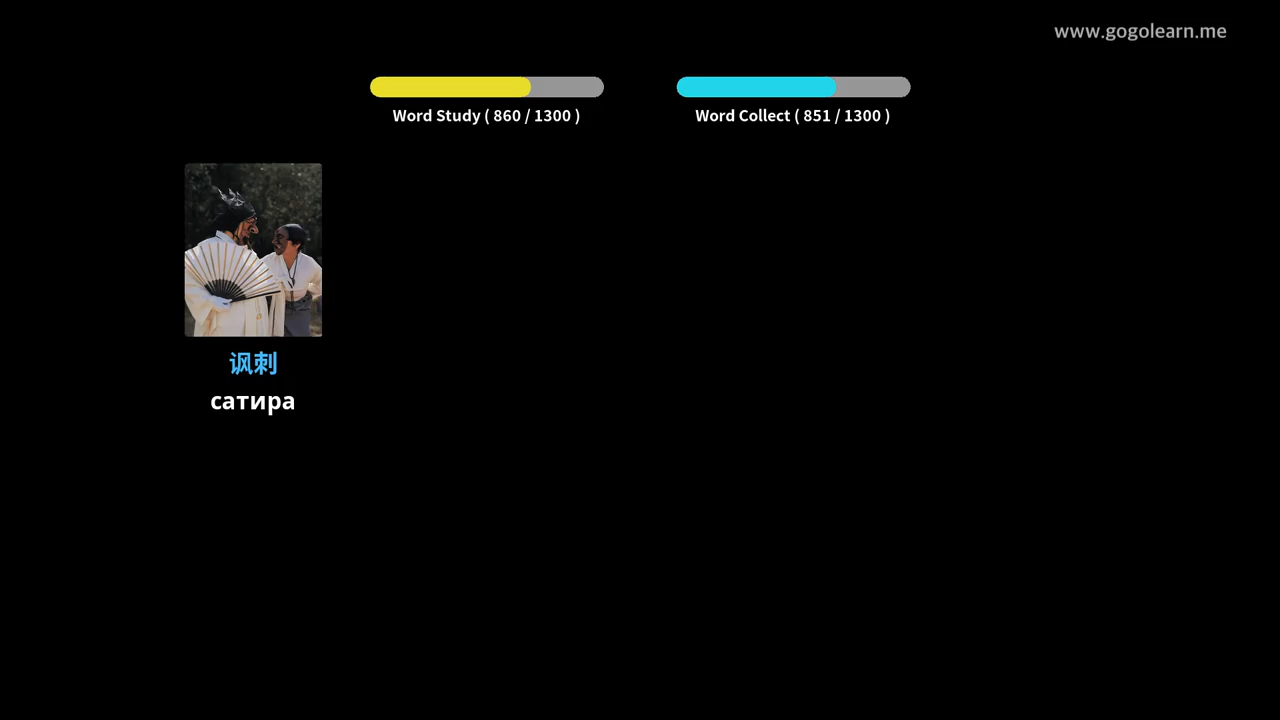 www.gogolearn.me
Word Study ( 860 / 1300 )
Word Collect ( 851 / 1300 )
讽刺
сатира